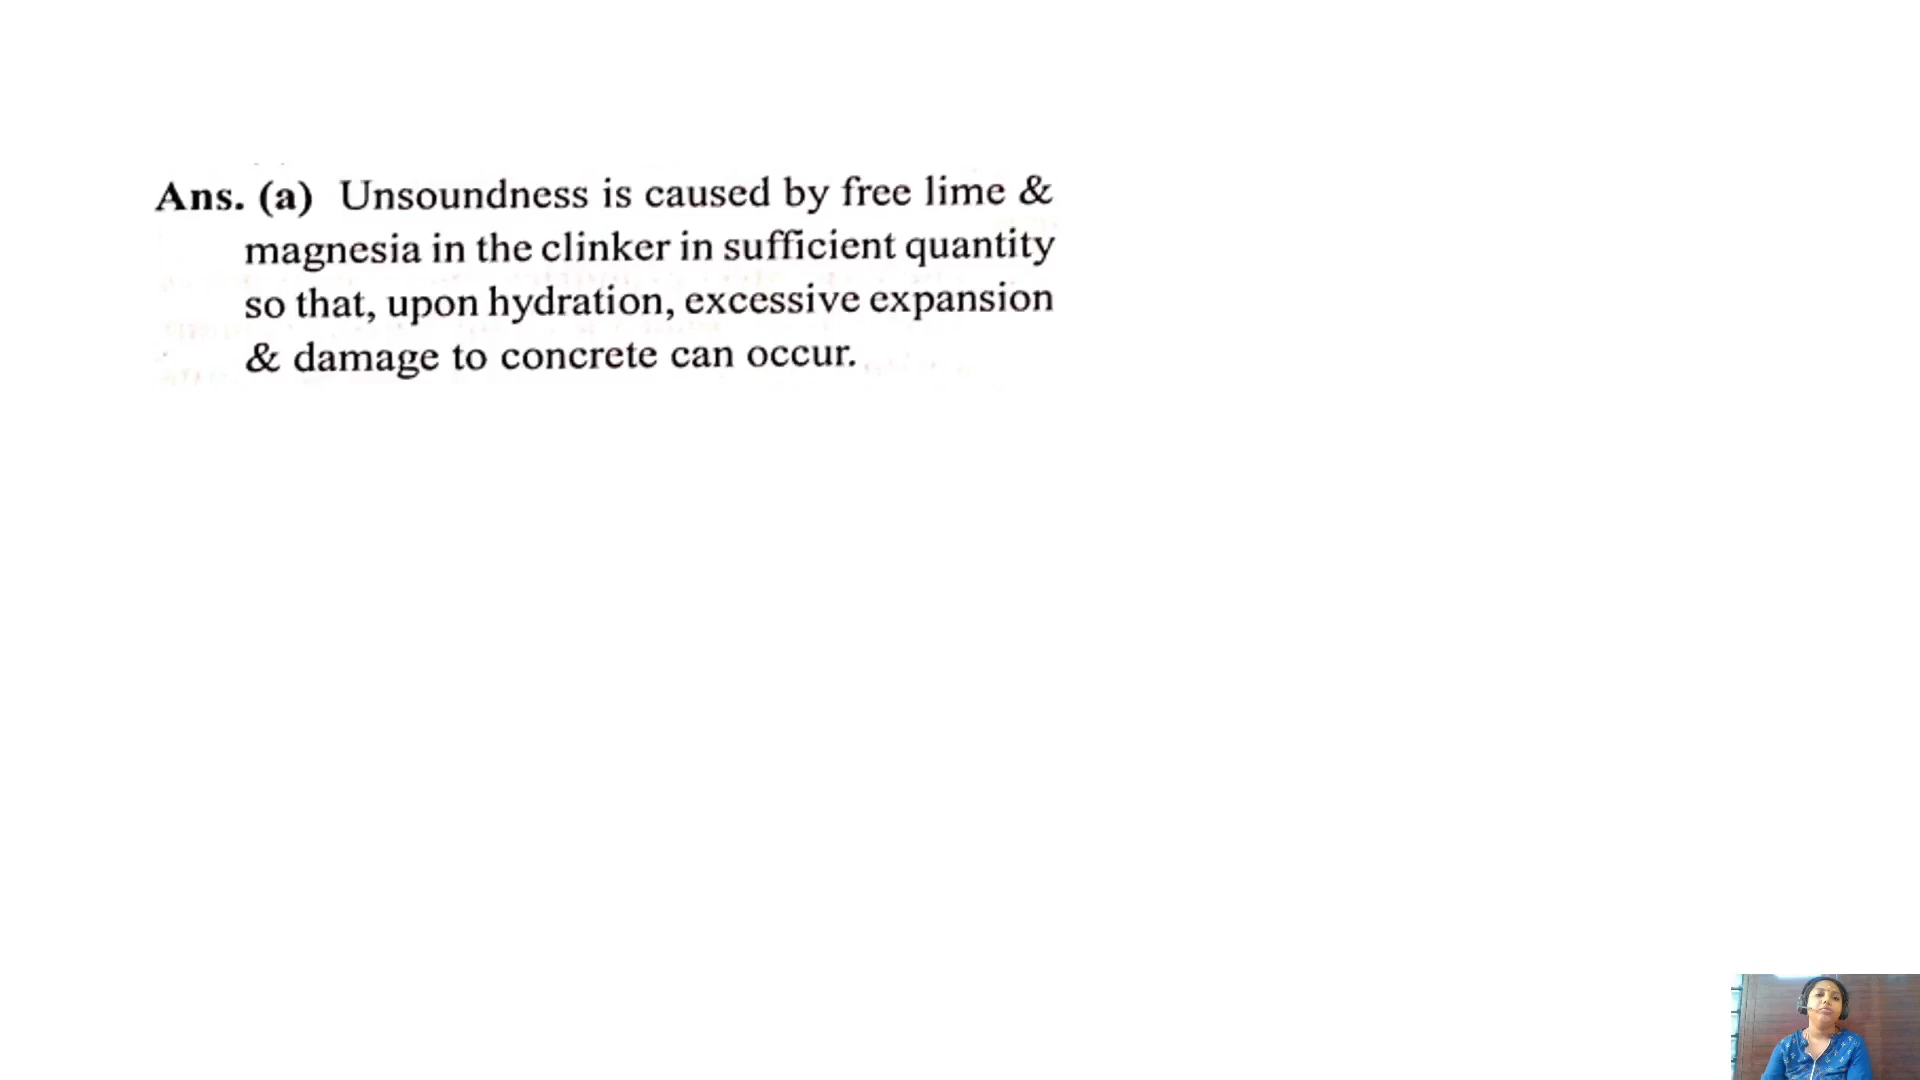 Ans. (a) Unsoundness is caused by free lime &
magnesia in the clinker in sufficient quantity
so that, upon hydration, excessive expansion
& damage to concrete can occur.